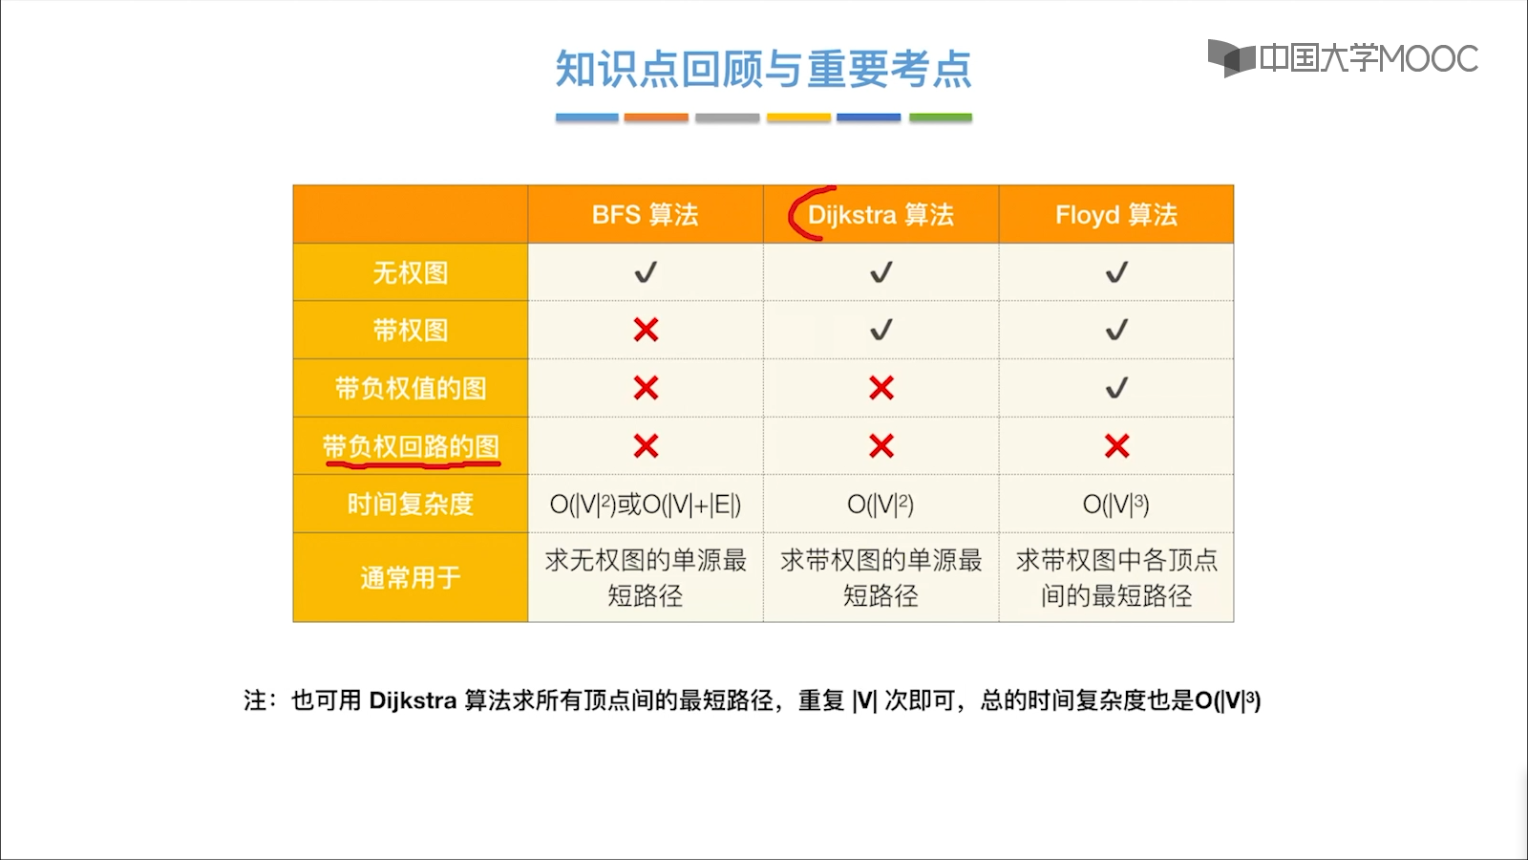 知识点回顾与重要考点
中国大学MOOC
BFS 算法 Dijkstra 算法 Floyd 算法
无权图 ✓ ✓ ✓
带权图 ✕ ✓ ✓
带负权值的图 ✕ ✕ ✓
带负权回路的图 ✕ ✕ ✕
时间复杂度 O(|V|²)或O(|V|+|E|) O(|V|²) O(|V|³)
通常用于 求无权图的单源最短路径 求带权图的单源最短路径 求带权图中各顶点间的最短路径
注：也可用 Dijkstra 算法求所有顶点间的最短路径，重复 |V| 次即可，总的时间复杂度也是O(|V|³)